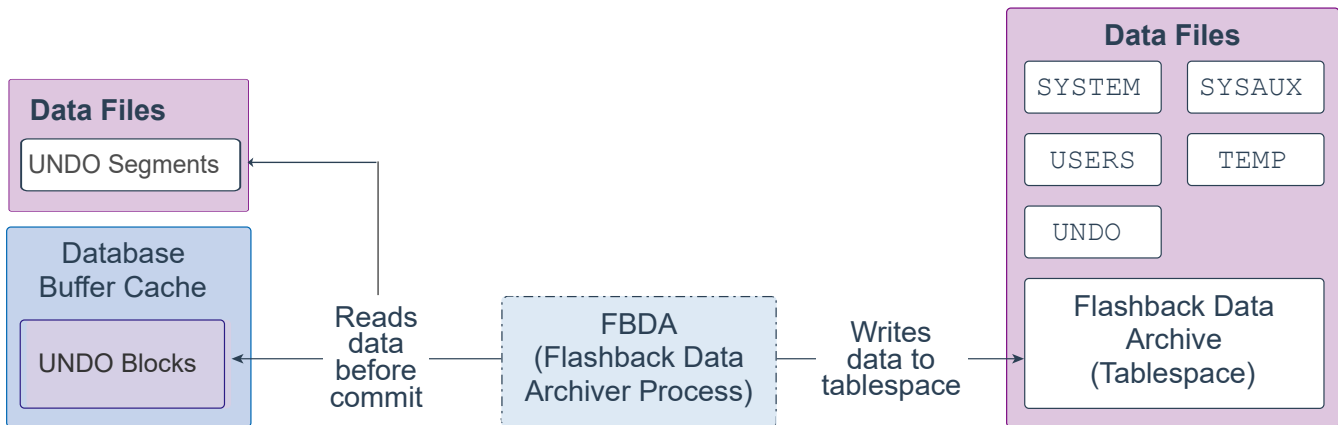 Data Files
UNDO Segments
Database
Buffer Cache
UNDO Blocks
Reads
data
before
commit
FBDA
(Flashback Data
Archiver Process)
Writes
data to
tablespace
Data Files
SYSTEM
SYSAUX
USERS
TEMP
UNDO
Flashback Data
Archive
(Tablespace)